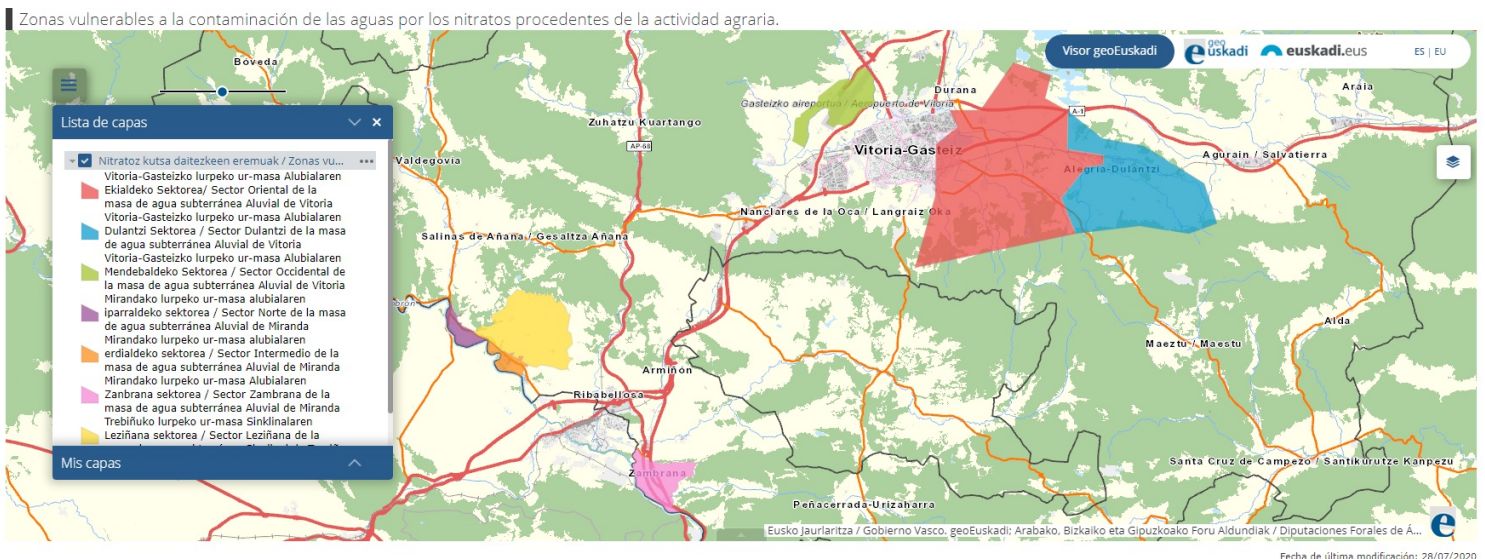 Zonas vulnerables a la contaminación de las aguas por los nitratos procedentes de la actividad agraria.
Visor geoEuskadi
geo
euskadi
euskadi.eus
ES | EU
Bóveda
Araia
Durana
Gasteizko aireportua / Aeropuerto de Vitoria
A-1
Lista de capas
Zuhatzu Kuartango
AP-68
Vitoria-Gasteiz
Agurain / Salvatierra
Nitratoz kutsa daitezkeen eremuak / Zonas vu...
Valdegovía
Alegría-Dulantzi
Vitoria-Gasteizko lurpeko ur-masa Alubialaren
Ekialdeko Sektorea/ Sector Oriental de la
masa de agua subterránea Aluvial de Vitoria
Vitoria-Gasteizko lurpeko ur-masa Alubialaren
Dulantzi Sektorea / Sector Dulantzi de la masa
de agua subterránea Aluvial de Vitoria
Vitoria-Gasteizko lurpeko ur-masa Alubialaren
Mendebaldeko Sektorea / Sector Occidental de
la masa de agua subterránea Aluvial de Vitoria
Mirandako lurpeko ur-masa alubialaren
iparraldeko sektorea / Sector Norte de la masa
de agua subterránea Aluvial de Miranda
Mirandako lurpeko ur-masa alubialaren
erdialdeko sektorea / Sector Intermedio de la
masa de agua subterránea Aluvial de Miranda
Mirandako lurpeko ur-masa Alubialaren
Zanbrana sektorea / Sector Zambrana de la
masa de agua subterránea Aluvial de Miranda
Trebiñuko lurpeko ur-masa Sinklinalaren
Leziñana sektorea / Sector Leziñana de la
Mis capas
Nanclares de la Oca / Langraiz Oka
Salinas de Añana / Gesaltza Añana
Alda
Maeztu / Maestu
Armiñón
Ribabellosa
Zambrana
Santa Cruz de Campezo / Santikurutze Kanpezu
Peñacerrada-Urizaharra
Eusko Jaurlaritza / Gobierno Vasco. geoEuskadi; Arabako, Bizkaiko eta Gipuzkoako Foru Aldundiak / Diputaciones Forales de Á...
Fecha de última modificación: 28/07/2020